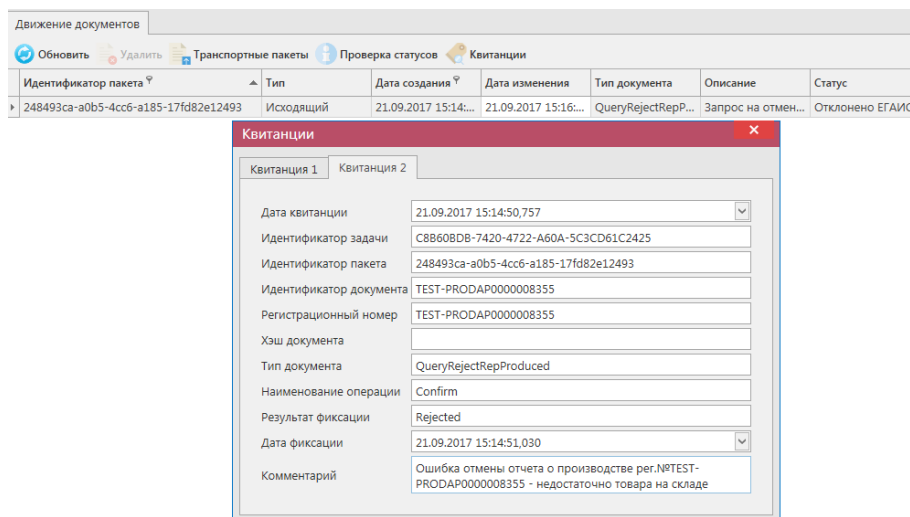 Движение документов
Обновить Удалить Транспортные пакеты Проверка статусов Квитанции
Идентификатор пакета Тип Дата создания Дата изменения Тип документа Описание Статус
248493ca-a0b5-4cc6-a185-17fd82e12493 Исходящий 21.09.2017 15:14:... 21.09.2017 15:16:... QueryRejectRepP... Запрос на отмен... Отклонено ЕГАИС
Квитанции
Квитанция 1 Квитанция 2
Дата квитанции 21.09.2017 15:14:50,757
Идентификатор задачи C8B60BDB-7420-4722-A60A-5C3CD61C2425
Идентификатор пакета 248493ca-a0b5-4cc6-a185-17fd82e12493
Идентификатор документа TEST-PRODAP0000008355
Регистрационный номер TEST-PRODAP0000008355
Хэш документа
Тип документа QueryRejectRepProduced
Наименование операции Confirm
Результат фиксации Rejected
Дата фиксации 21.09.2017 15:14:51,030
Комментарий Ошибка отмены отчета о производстве рег.№TEST-
PRODAP0000008355 - недостаточно товара на складе